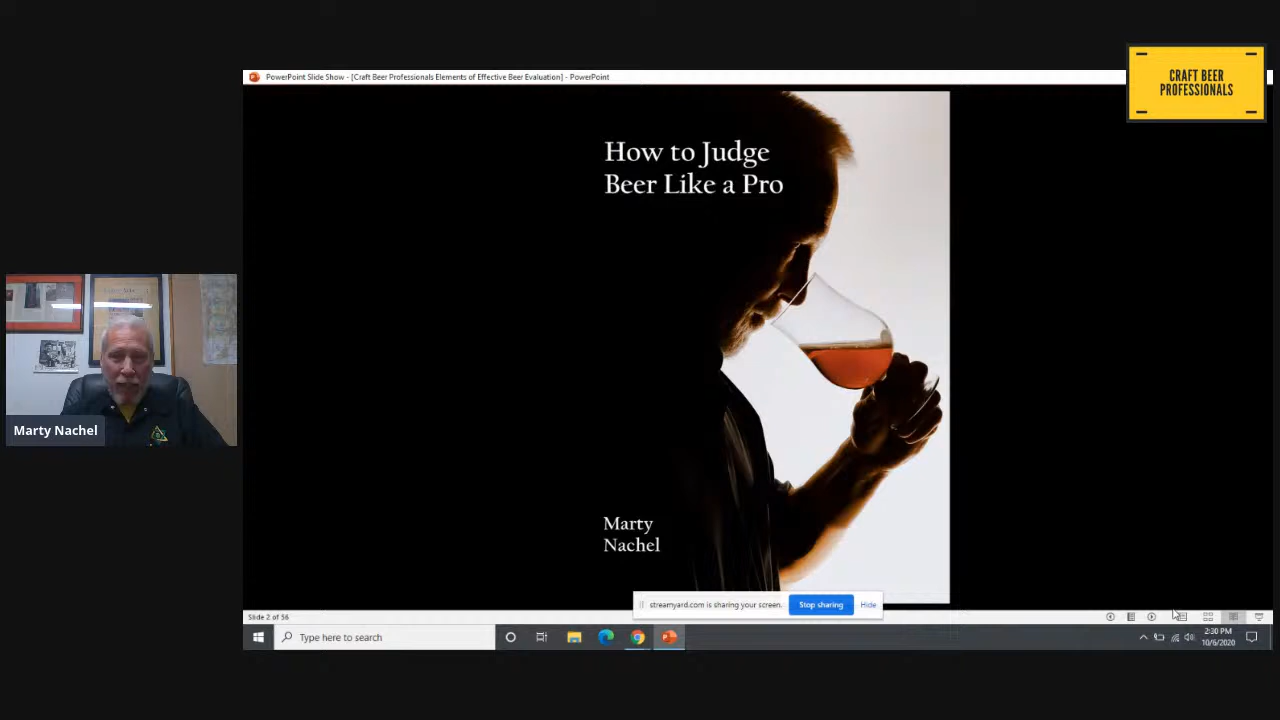 PowerPoint Slide Show - [Craft Beer Professionals Elements of Effective Beer Evaluation] - PowerPoint
CRAFT BEER
PROFESSIONALS
How to Judge
Beer Like a Pro
Marty Nachel
Marty
Nachel
streamyard.com is sharing your screen.
Stop sharing
Hide
Slide 2 of 56
Type here to search
2:30 PM
10/6/2020